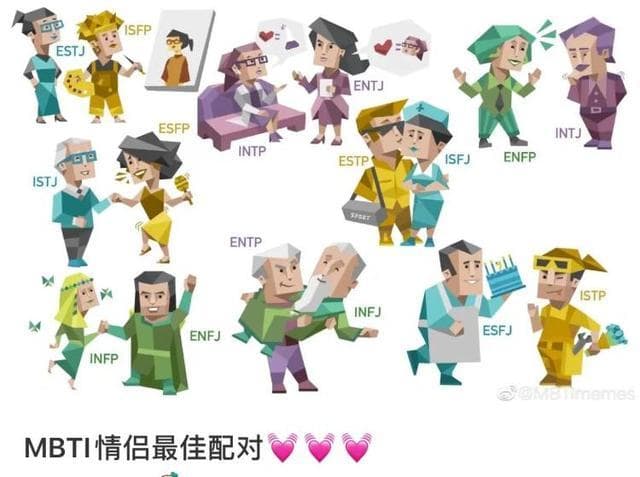 ESTJ
ISFP
INTP
ENTJ
ENFP
INTJ
ISTJ
ESFP
ESTP
ISFJ
SPORT
INFP
ENFJ
ENTP
INFJ
ESFJ
ISTP
@MBTImemes
MBTI情侣最佳配对💓💓💓